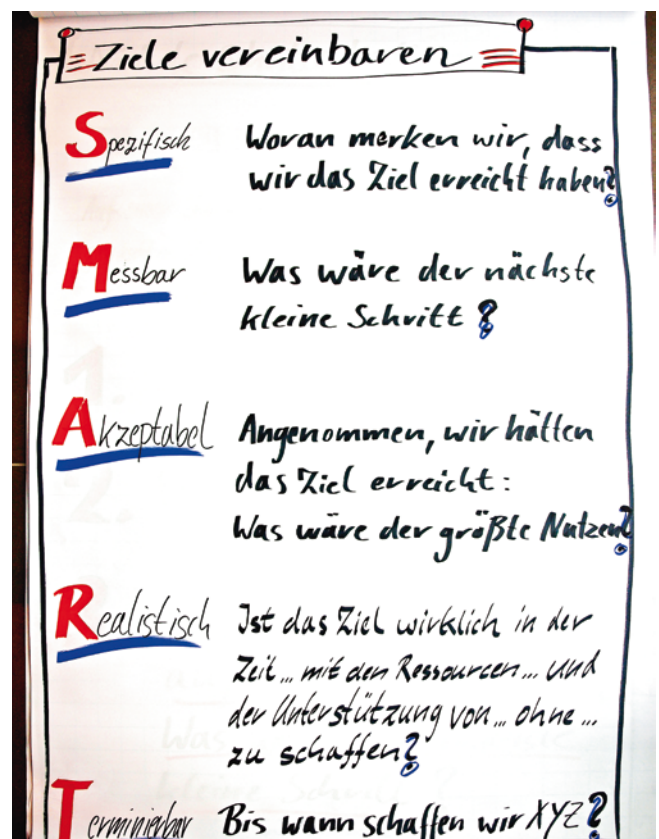 Ziele vereinbaren
Spezifisch Woran merken wir, dass
wir das Ziel erreicht haben?
Messbar Was wäre der nächste
kleine Schritt?
Akzeptabel Angenommen, wir hätten
das Ziel erreicht:
Was wäre der größte Nutzen?
Realistisch Ist das Ziel wirklich in der
Zeit... mit den Ressourcen... und
der Unterstützung von... ohne...
zu schaffen?
Terminierbar Bis wann schaffen wir XYZ?